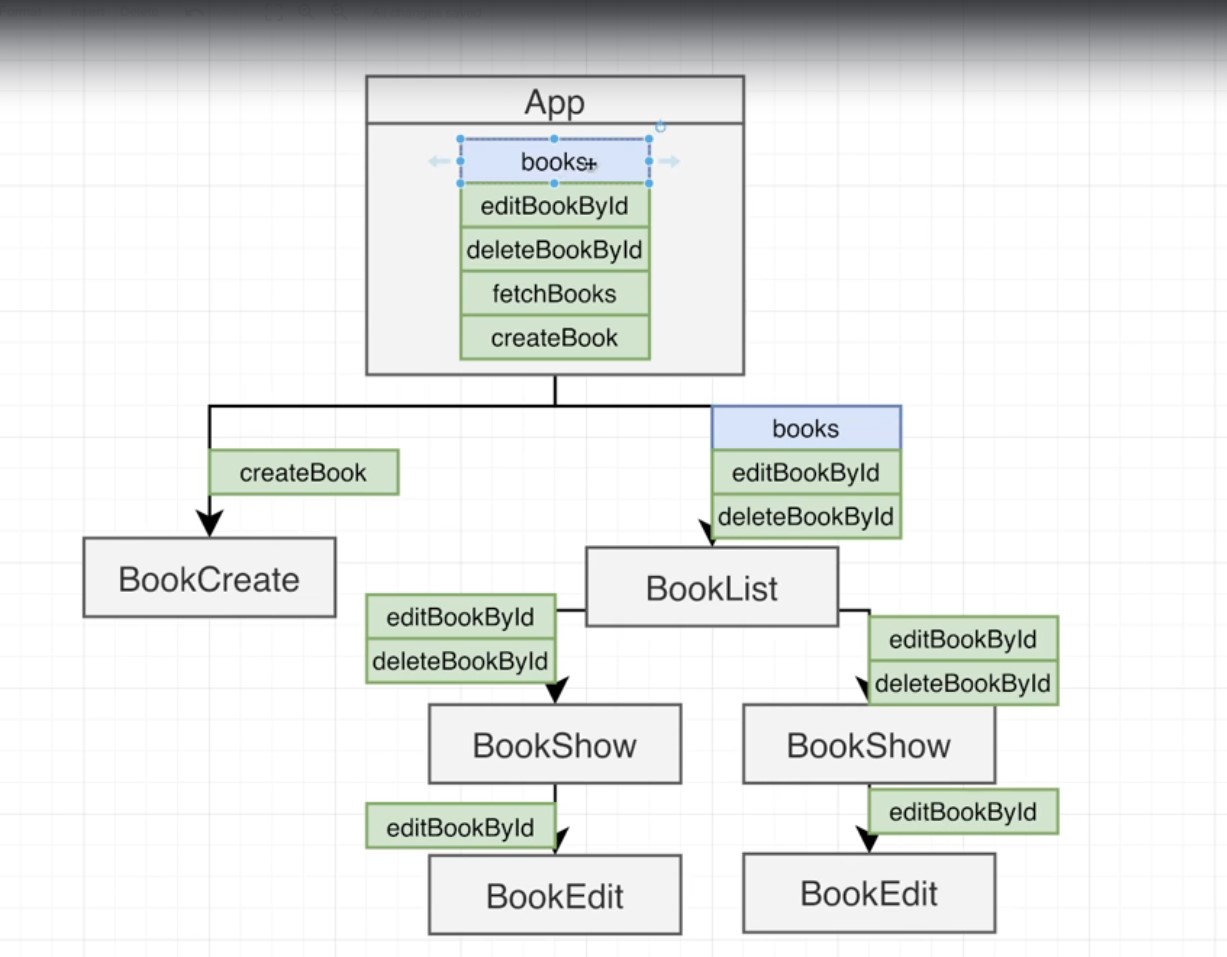 App
books
editBookById
deleteBookById
fetchBooks
createBook
books
createBook
editBookById
deleteBookById
BookCreate
BookList
editBookById
deleteBookById
editBookById
deleteBookById
BookShow
BookShow
editBookById
editBookById
BookEdit
BookEdit